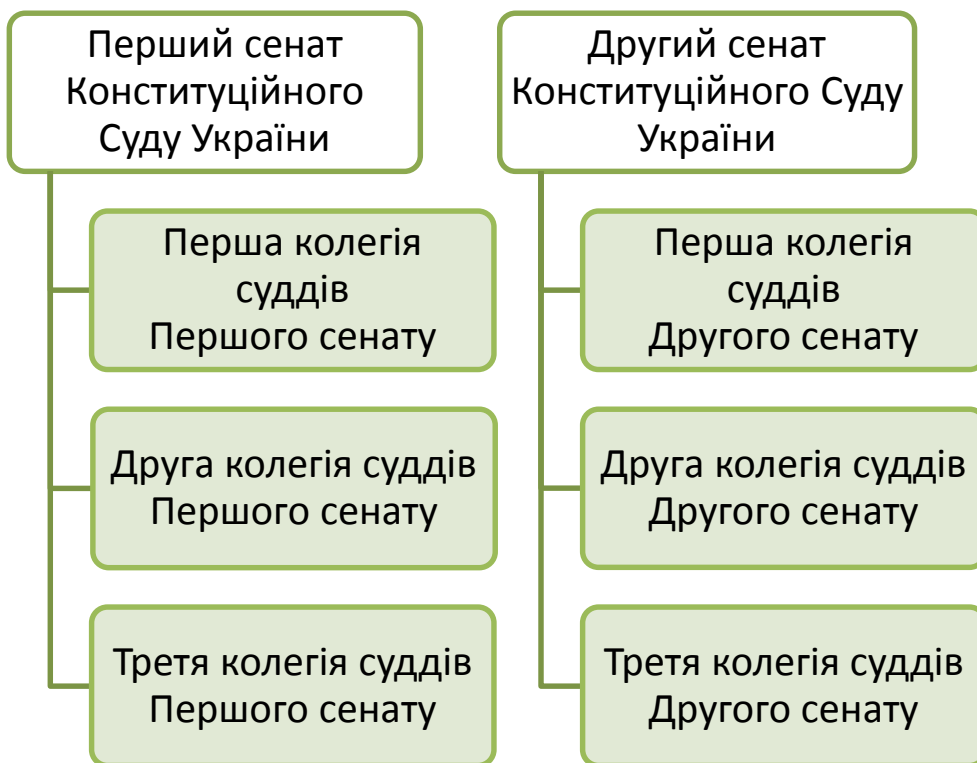 Перший сенат
Конституційного
Суду України
Перша колегія
суддів
Першого сенату
Друга колегія суддів
Першого сенату
Третя колегія суддів
Першого сенату
Другий сенат
Конституційного Суду
України
Перша колегія
суддів
Другого сенату
Друга колегія суддів
Другого сенату
Третя колегія суддів
Другого сенату